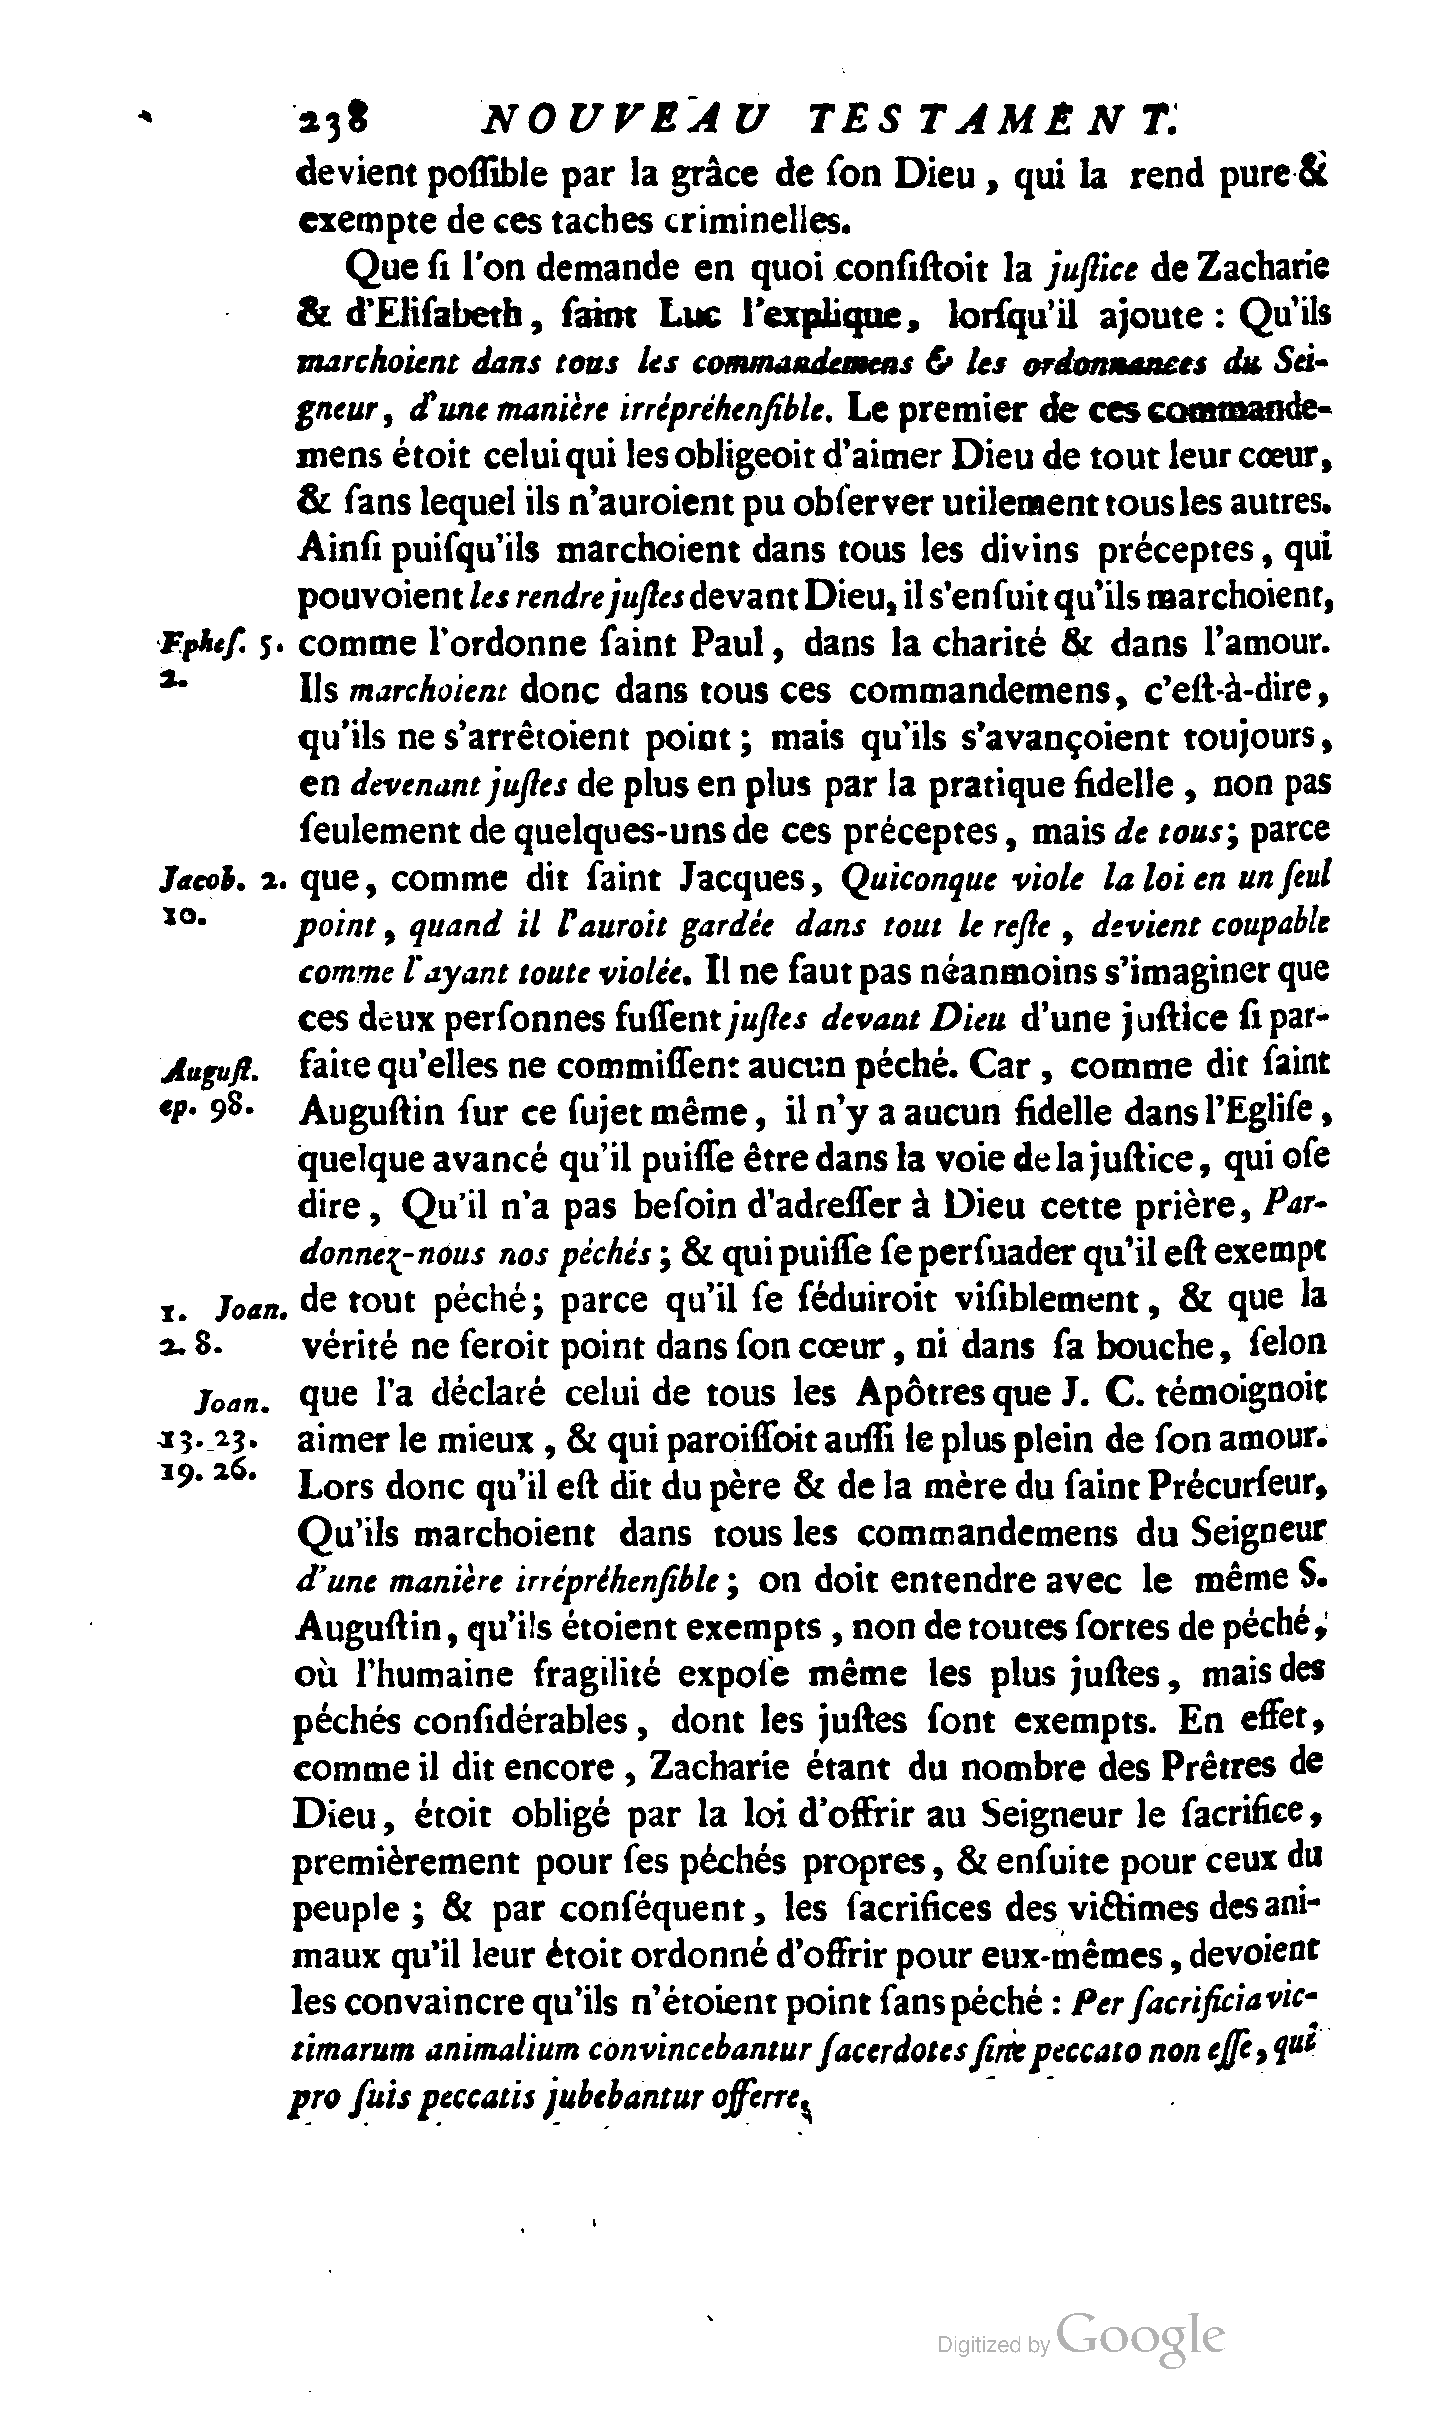 238 NOUVEAU TESTAMENT.
devient poſſible par la grâce de ſon Dieu, qui la rend pure &
exempte de ces taches criminelles.
Que ſi l'on demande en quoi conſiſtoit la juſtice de Zacharie
& d'Eliſabeth, ſaint Luc l'explique, lorſqu'il ajoute : Qu'ils
marchoient dans tous les commandemens & les ordonnances du Sei-
gneur, d'une manière irrépréhenſible. Le premier de ces commande-
mens étoit celui qui les obligeoit d'aimer Dieu de tout leur cœur,
& ſans lequel ils n'auroient pu obſerver utilement tous les autres.
Ainſi puiſqu'ils marchoient dans tous les divins préceptes, qui
pouvoient les rendre juſtes devant Dieu, il s'enſuit qu'ils marchoient,
Epheſ. 5. comme l'ordonne ſaint Paul, dans la charité & dans l'amour.
2. Ils marchoient donc dans tous ces commandemens, c'eſt-à-dire,
qu'ils ne s'arrêtoient point ; mais qu'ils s'avançoient toujours,
en devenant juſtes de plus en plus par la pratique fidelle, non pas
ſeulement de quelques-uns de ces préceptes, mais de tous; parce
Jacob. 2. que, comme dit ſaint Jacques, Quiconque viole la loi en un ſeul
10. point, quand il l'auroit gardée dans tout le reſte, devient coupable
comme l'ayant toute violée. Il ne faut pas néanmoins s'imaginer que
ces deux perſonnes fuſſent juſtes devant Dieu d'une juſtice ſi par-
Auguſt. faite qu'elles ne commiſſent aucun péché. Car, comme dit ſaint
ep. 98. Auguſtin ſur ce ſujet même, il n'y a aucun fidelle dans l'Egliſe,
quelque avancé qu'il puiſſe être dans la voie de la juſtice, qui oſe
dire, Qu'il n'a pas beſoin d'adreſſer à Dieu cette prière, Par-
donnez-nous nos péchés ; & qui puiſſe ſe perſuader qu'il eſt exempt
1. Joan. de tout péché; parce qu'il ſe ſéduiroit viſiblement, & que la
2. 8. vérité ne ſeroit point dans ſon cœur, ni dans ſa bouche, ſelon
Joan. que l'a déclaré celui de tous les Apôtres que J. C. témoignoit
13. 23. aimer le mieux, & qui paroiſſoit auſſi le plus plein de ſon amour.
19. 26. Lors donc qu'il eſt dit du père & de la mère du ſaint Précurſeur,
Qu'ils marchoient dans tous les commandemens du Seigneur
d'une manière irrépréhenſible ; on doit entendre avec le même S.
Auguſtin, qu'ils étoient exempts, non de toutes ſortes de péché,
où l'humaine fragilité expoſe même les plus juſtes, mais des
péchés conſidérables, dont les juſtes ſont exempts. En effet,
comme il dit encore, Zacharie étant du nombre des Prêtres de
Dieu, étoit obligé par la loi d'offrir au Seigneur le ſacrifice,
premièrement pour ſes péchés propres, & enſuite pour ceux du
peuple ; & par conſéquent, les ſacrifices des victimes des ani-
maux qu'il leur étoit ordonné d'offrir pour eux-mêmes, devoient
les convaincre qu'ils n'étoient point ſans péché : Per ſacrificia vic-
timarum animalium convincebantur ſacerdotes ſine peccato non eſſe, qui
pro ſuis peccatis jubebantur offerre.
Digitized by Google